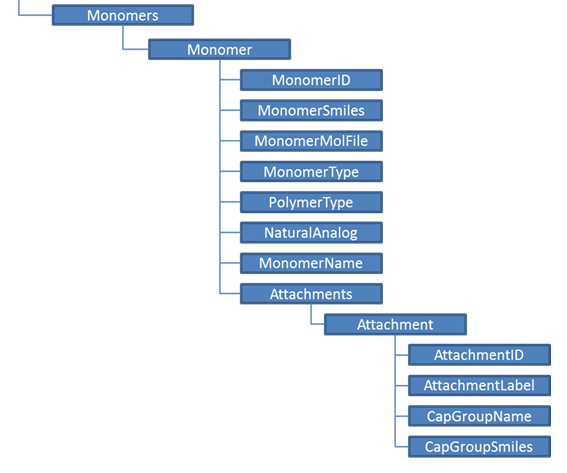 Monomers
Monomer
MonomerID
MonomerSmiles
MonomerMolFile
MonomerType
PolymerType
NaturalAnalog
MonomerName
Attachments
Attachment
AttachmentID
AttachmentLabel
CapGroupName
CapGroupSmiles